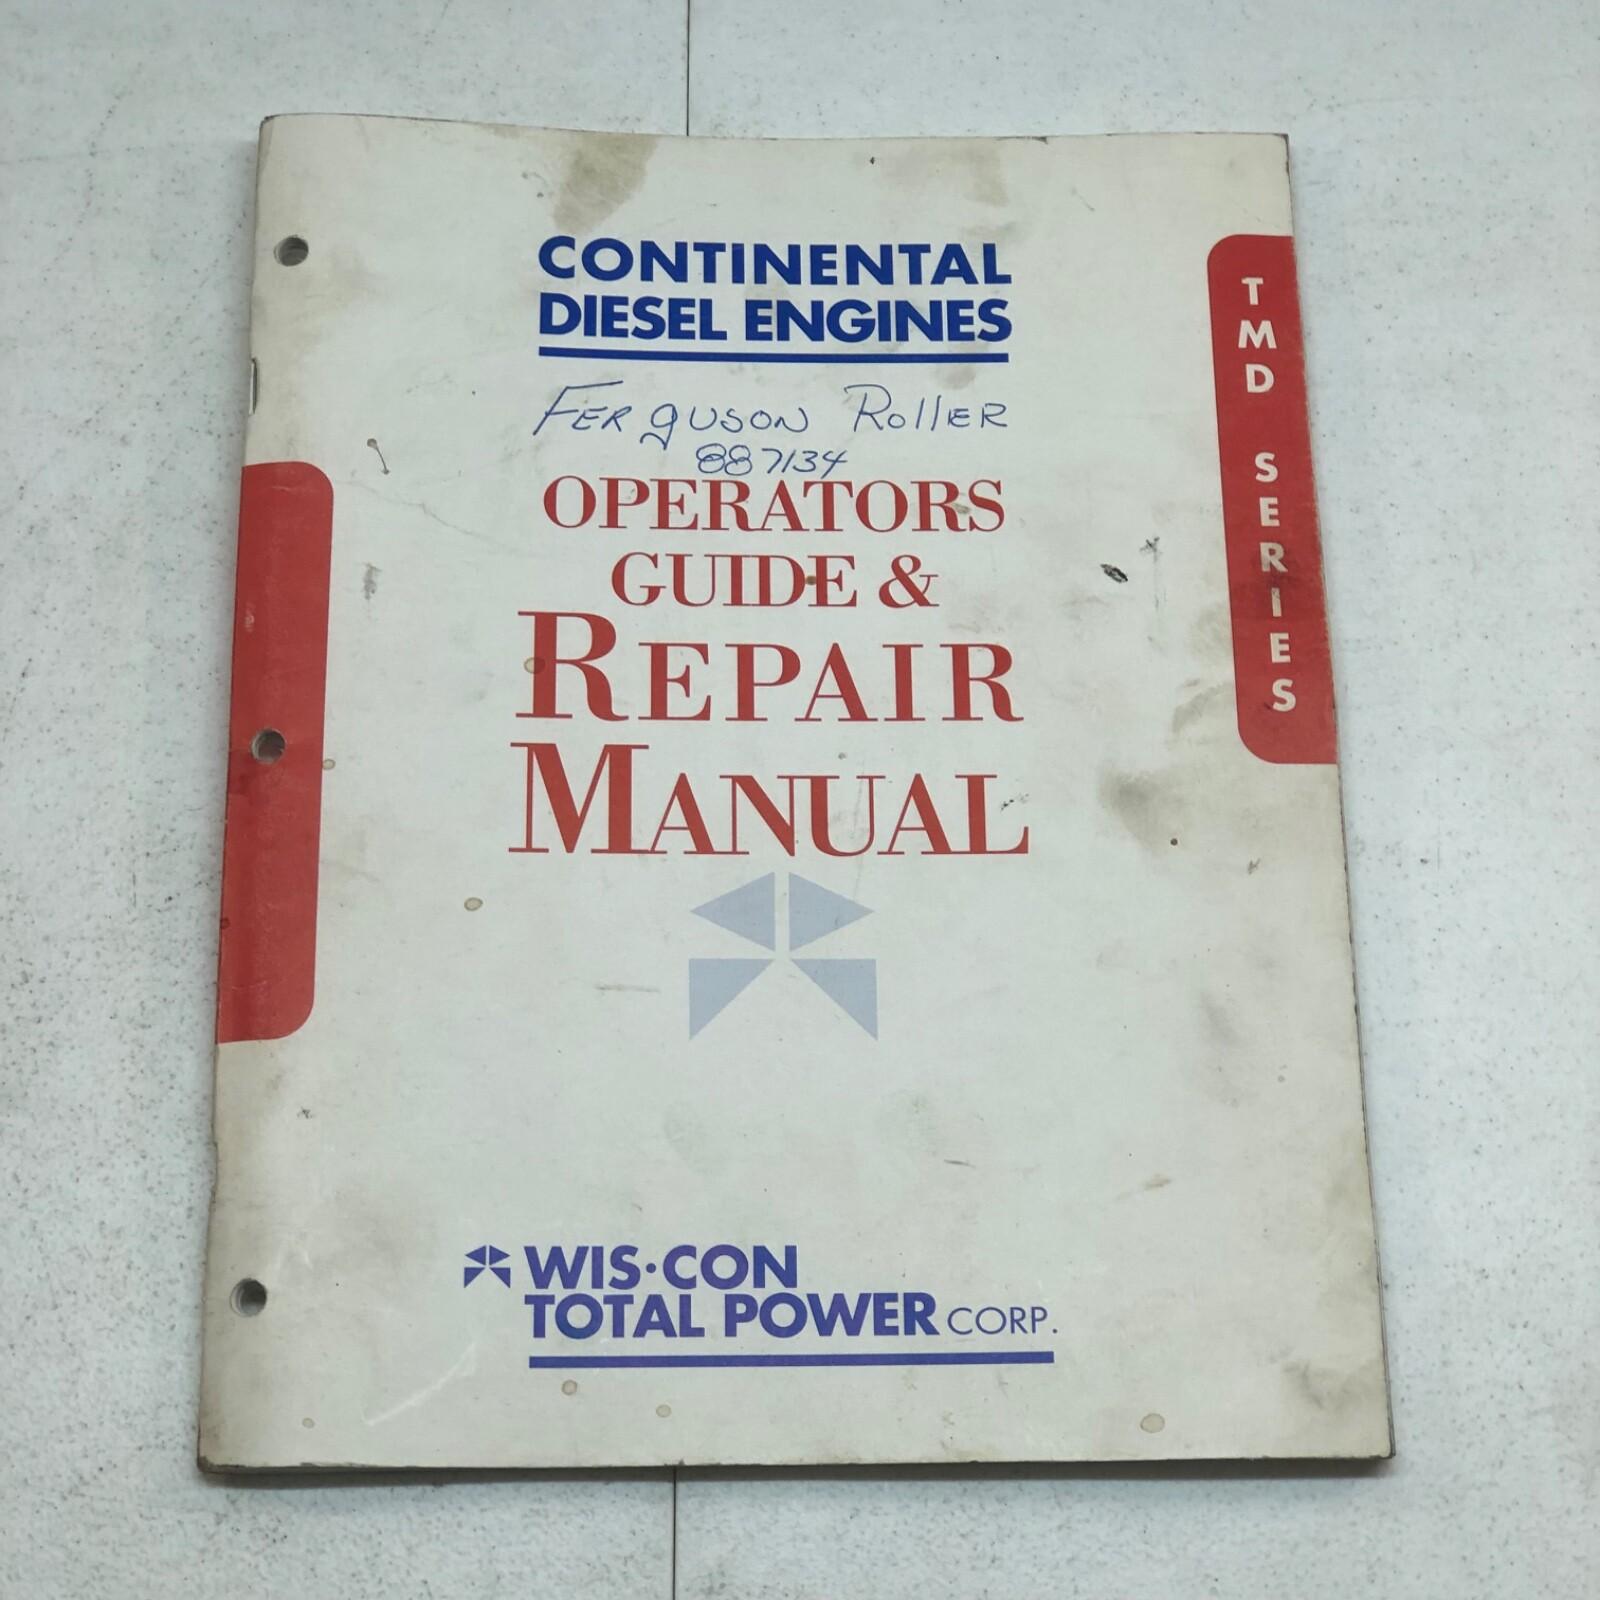 CONTINENTAL
DIESEL ENGINES
FERguson RollER
887134
OPERATORS
GUIDE &
REPAIR
MANUAL
TMD SERIES
WIS·CON
TOTAL POWER CORP.